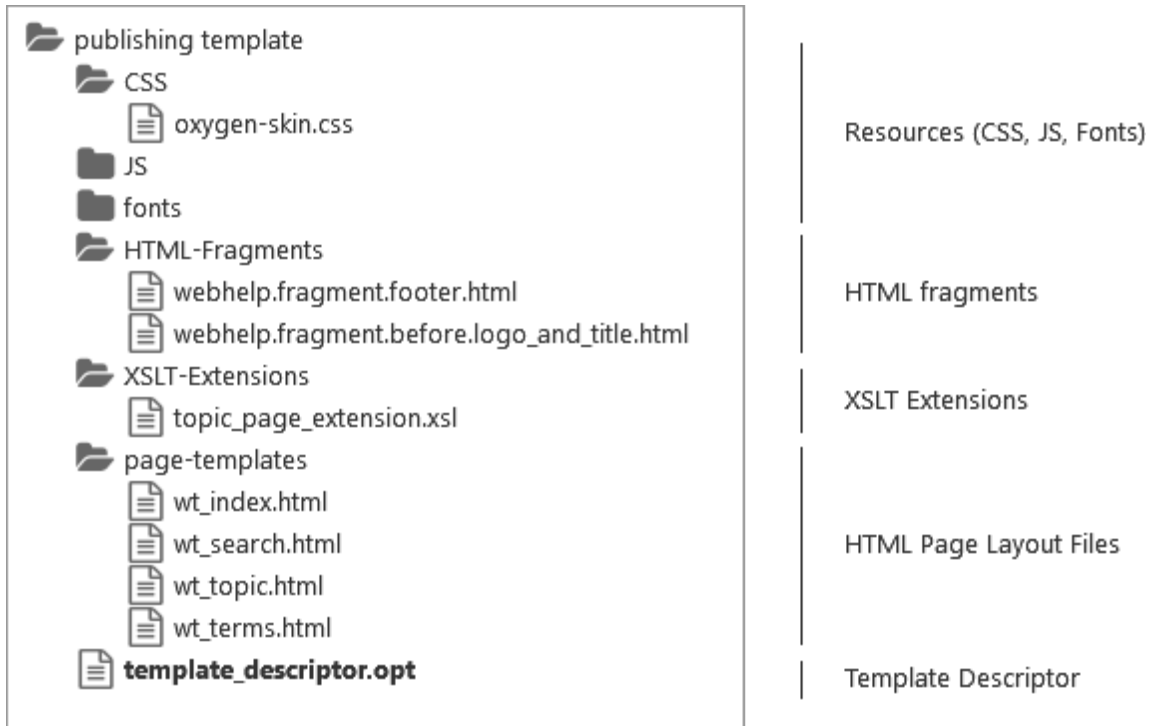 publishing template
CSS
oxygen-skin.css
JS
fonts
HTML-Fragments
webhelp.fragment.footer.html
webhelp.fragment.before.logo_and_title.html
XSLT-Extensions
topic_page_extension.xsl
page-templates
wt_index.html
wt_search.html
wt_topic.html
wt_terms.html
template_descriptor.opt
Resources (CSS, JS, Fonts)
HTML fragments
XSLT Extensions
HTML Page Layout Files
Template Descriptor